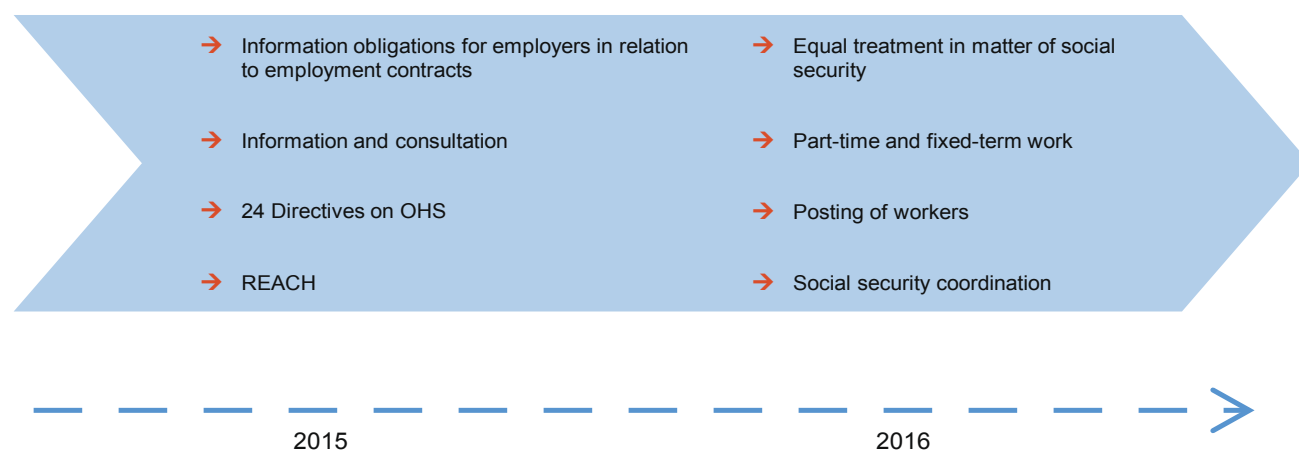 Information obligations for employers in relation
to employment contracts
Information and consultation
24 Directives on OHS
REACH
Equal treatment in matter of social
security
Part-time and fixed-term work
Posting of workers
Social security coordination
2015
2016